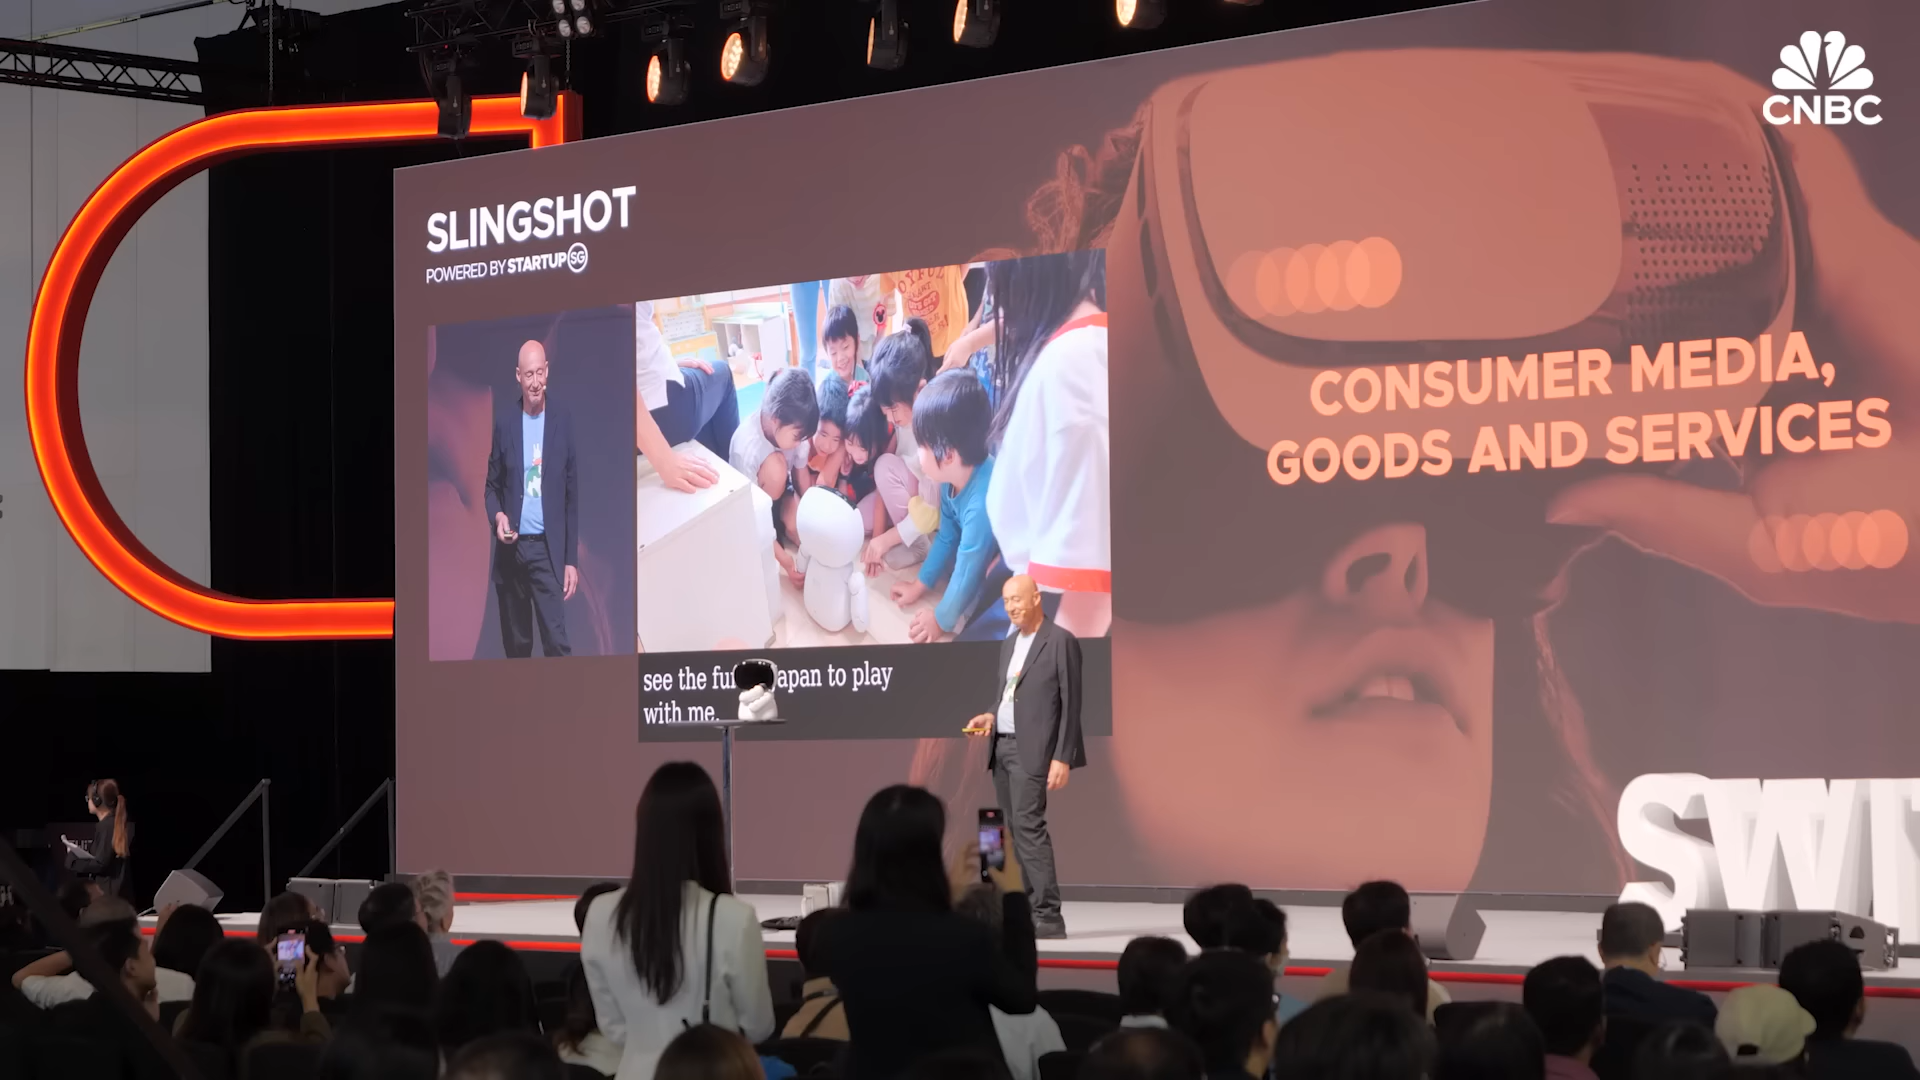 CNBC
SLINGSHOT
POWERED BY STARTUP SG
CONSUMER MEDIA,
GOODS AND SERVICES
see the apan to play
with me.
SWI